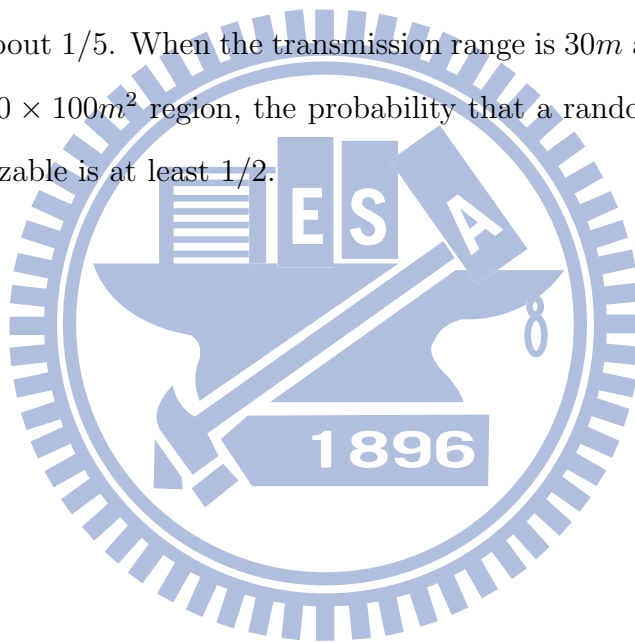 bout 1/5. When the transmission range is 30m a
0 × 100m² region, the probability that a rando
zable is at least 1/2.
E S A
1896